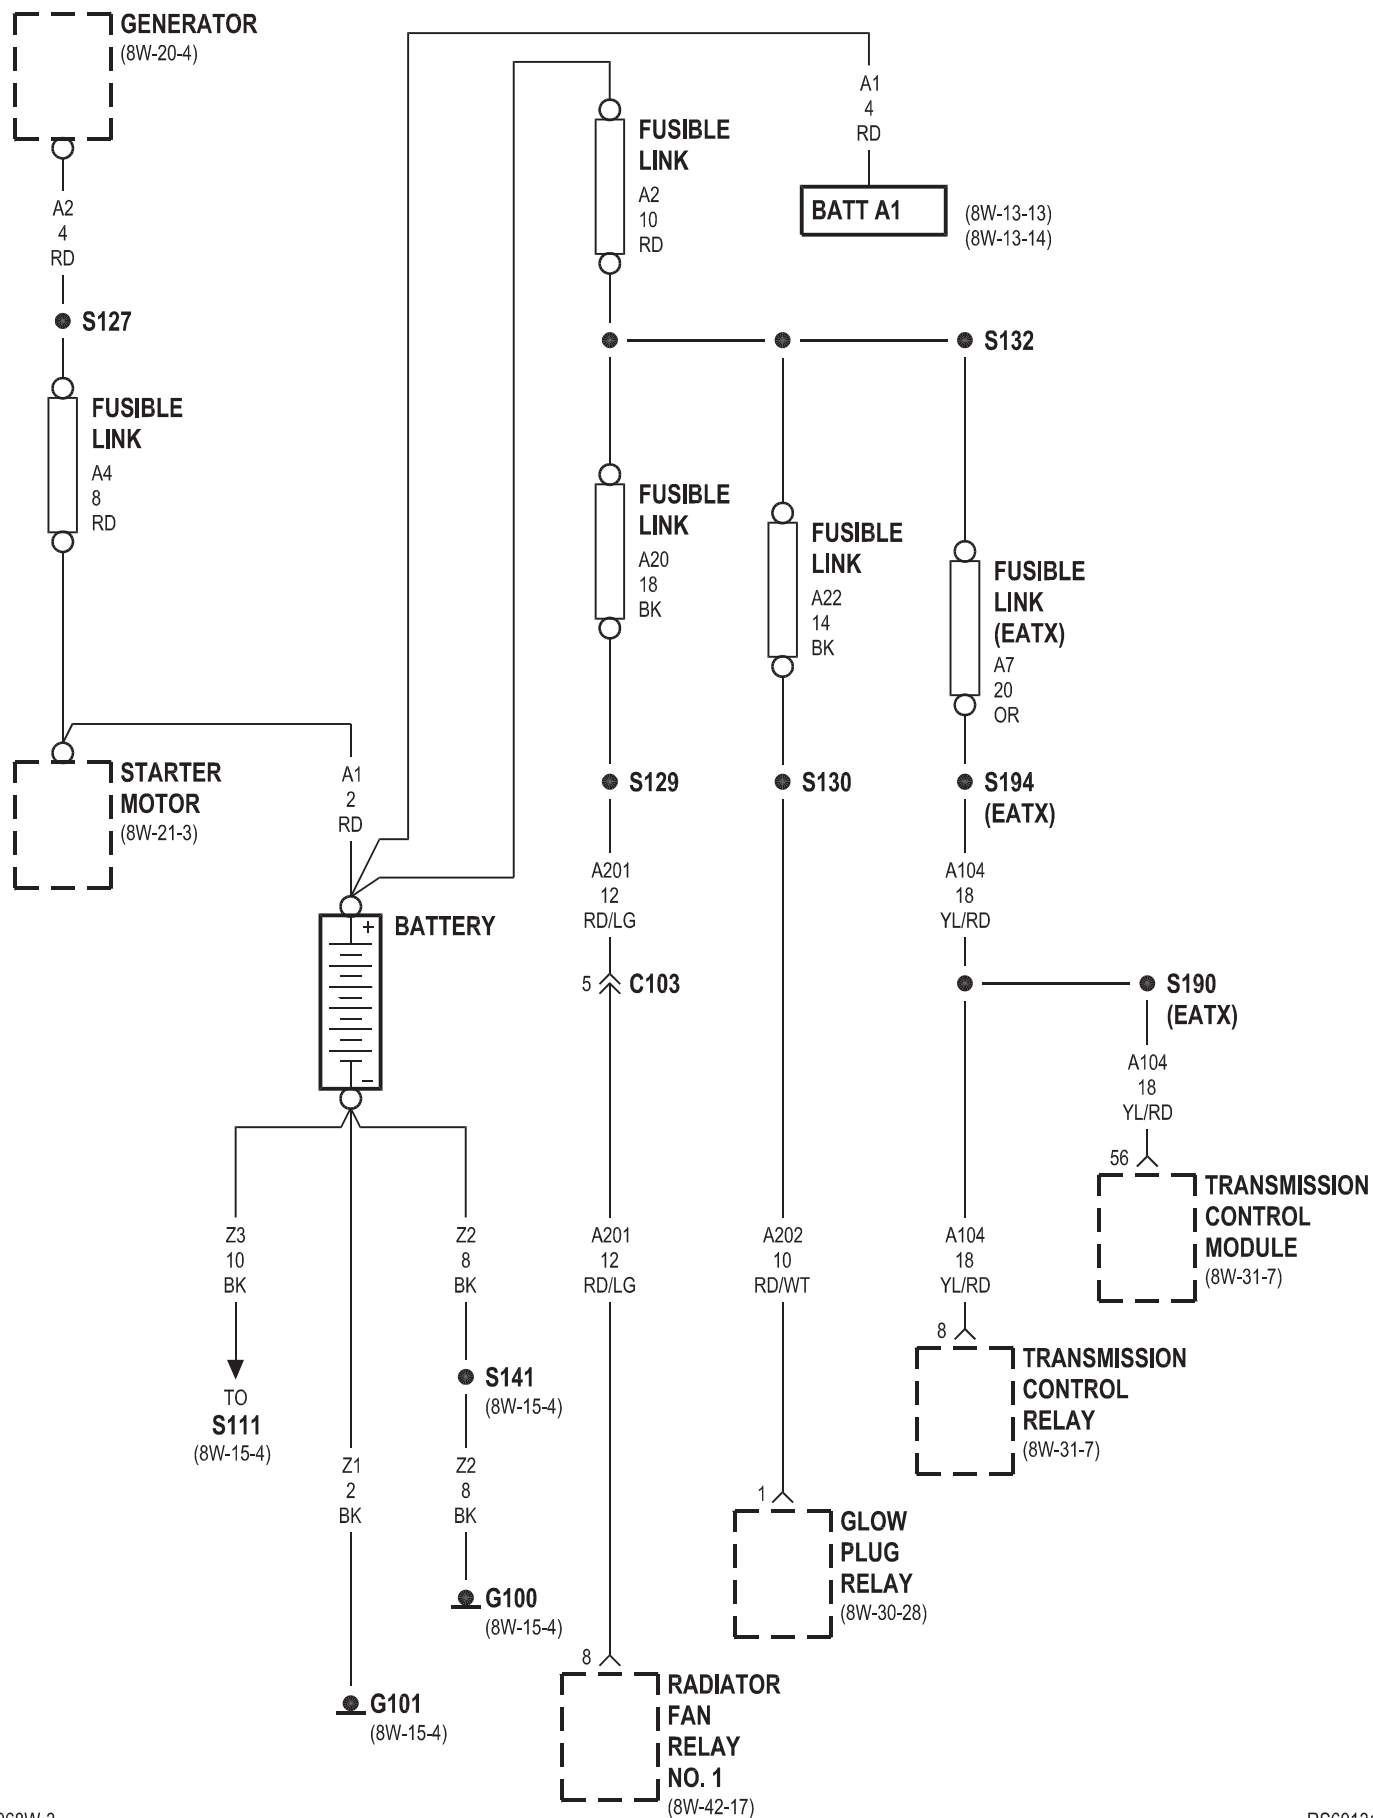 GENERATOR
(8W-20-4)
A2
4
RD
S127
FUSIBLE
LINK
A4
8
RD
STARTER
MOTOR
(8W-21-3)
A1
2
RD
BATTERY
+
–
Z3
10
BK
TO
S111
(8W-15-4)
Z1
2
BK
G101
(8W-15-4)
Z2
8
BK
S141
(8W-15-4)
Z2
8
BK
G100
(8W-15-4)
FUSIBLE
LINK
A2
10
RD
A1
4
RD
BATT A1
(8W-13-13)
(8W-13-14)
S132
FUSIBLE
LINK
A20
18
BK
S129
A201
12
RD/LG
5
C103
A201
12
RD/LG
8
RADIATOR
FAN
RELAY
NO. 1
(8W-42-17)
FUSIBLE
LINK
A22
14
BK
S130
A202
10
RD/WT
1
GLOW
PLUG
RELAY
(8W-30-28)
FUSIBLE
LINK
(EATX)
A7
20
OR
S194
(EATX)
A104
18
YL/RD
S190
(EATX)
A104
18
YL/RD
56
TRANSMISSION
CONTROL
MODULE
(8W-31-7)
A104
18
YL/RD
8
TRANSMISSION
CONTROL
RELAY
(8W-31-7)